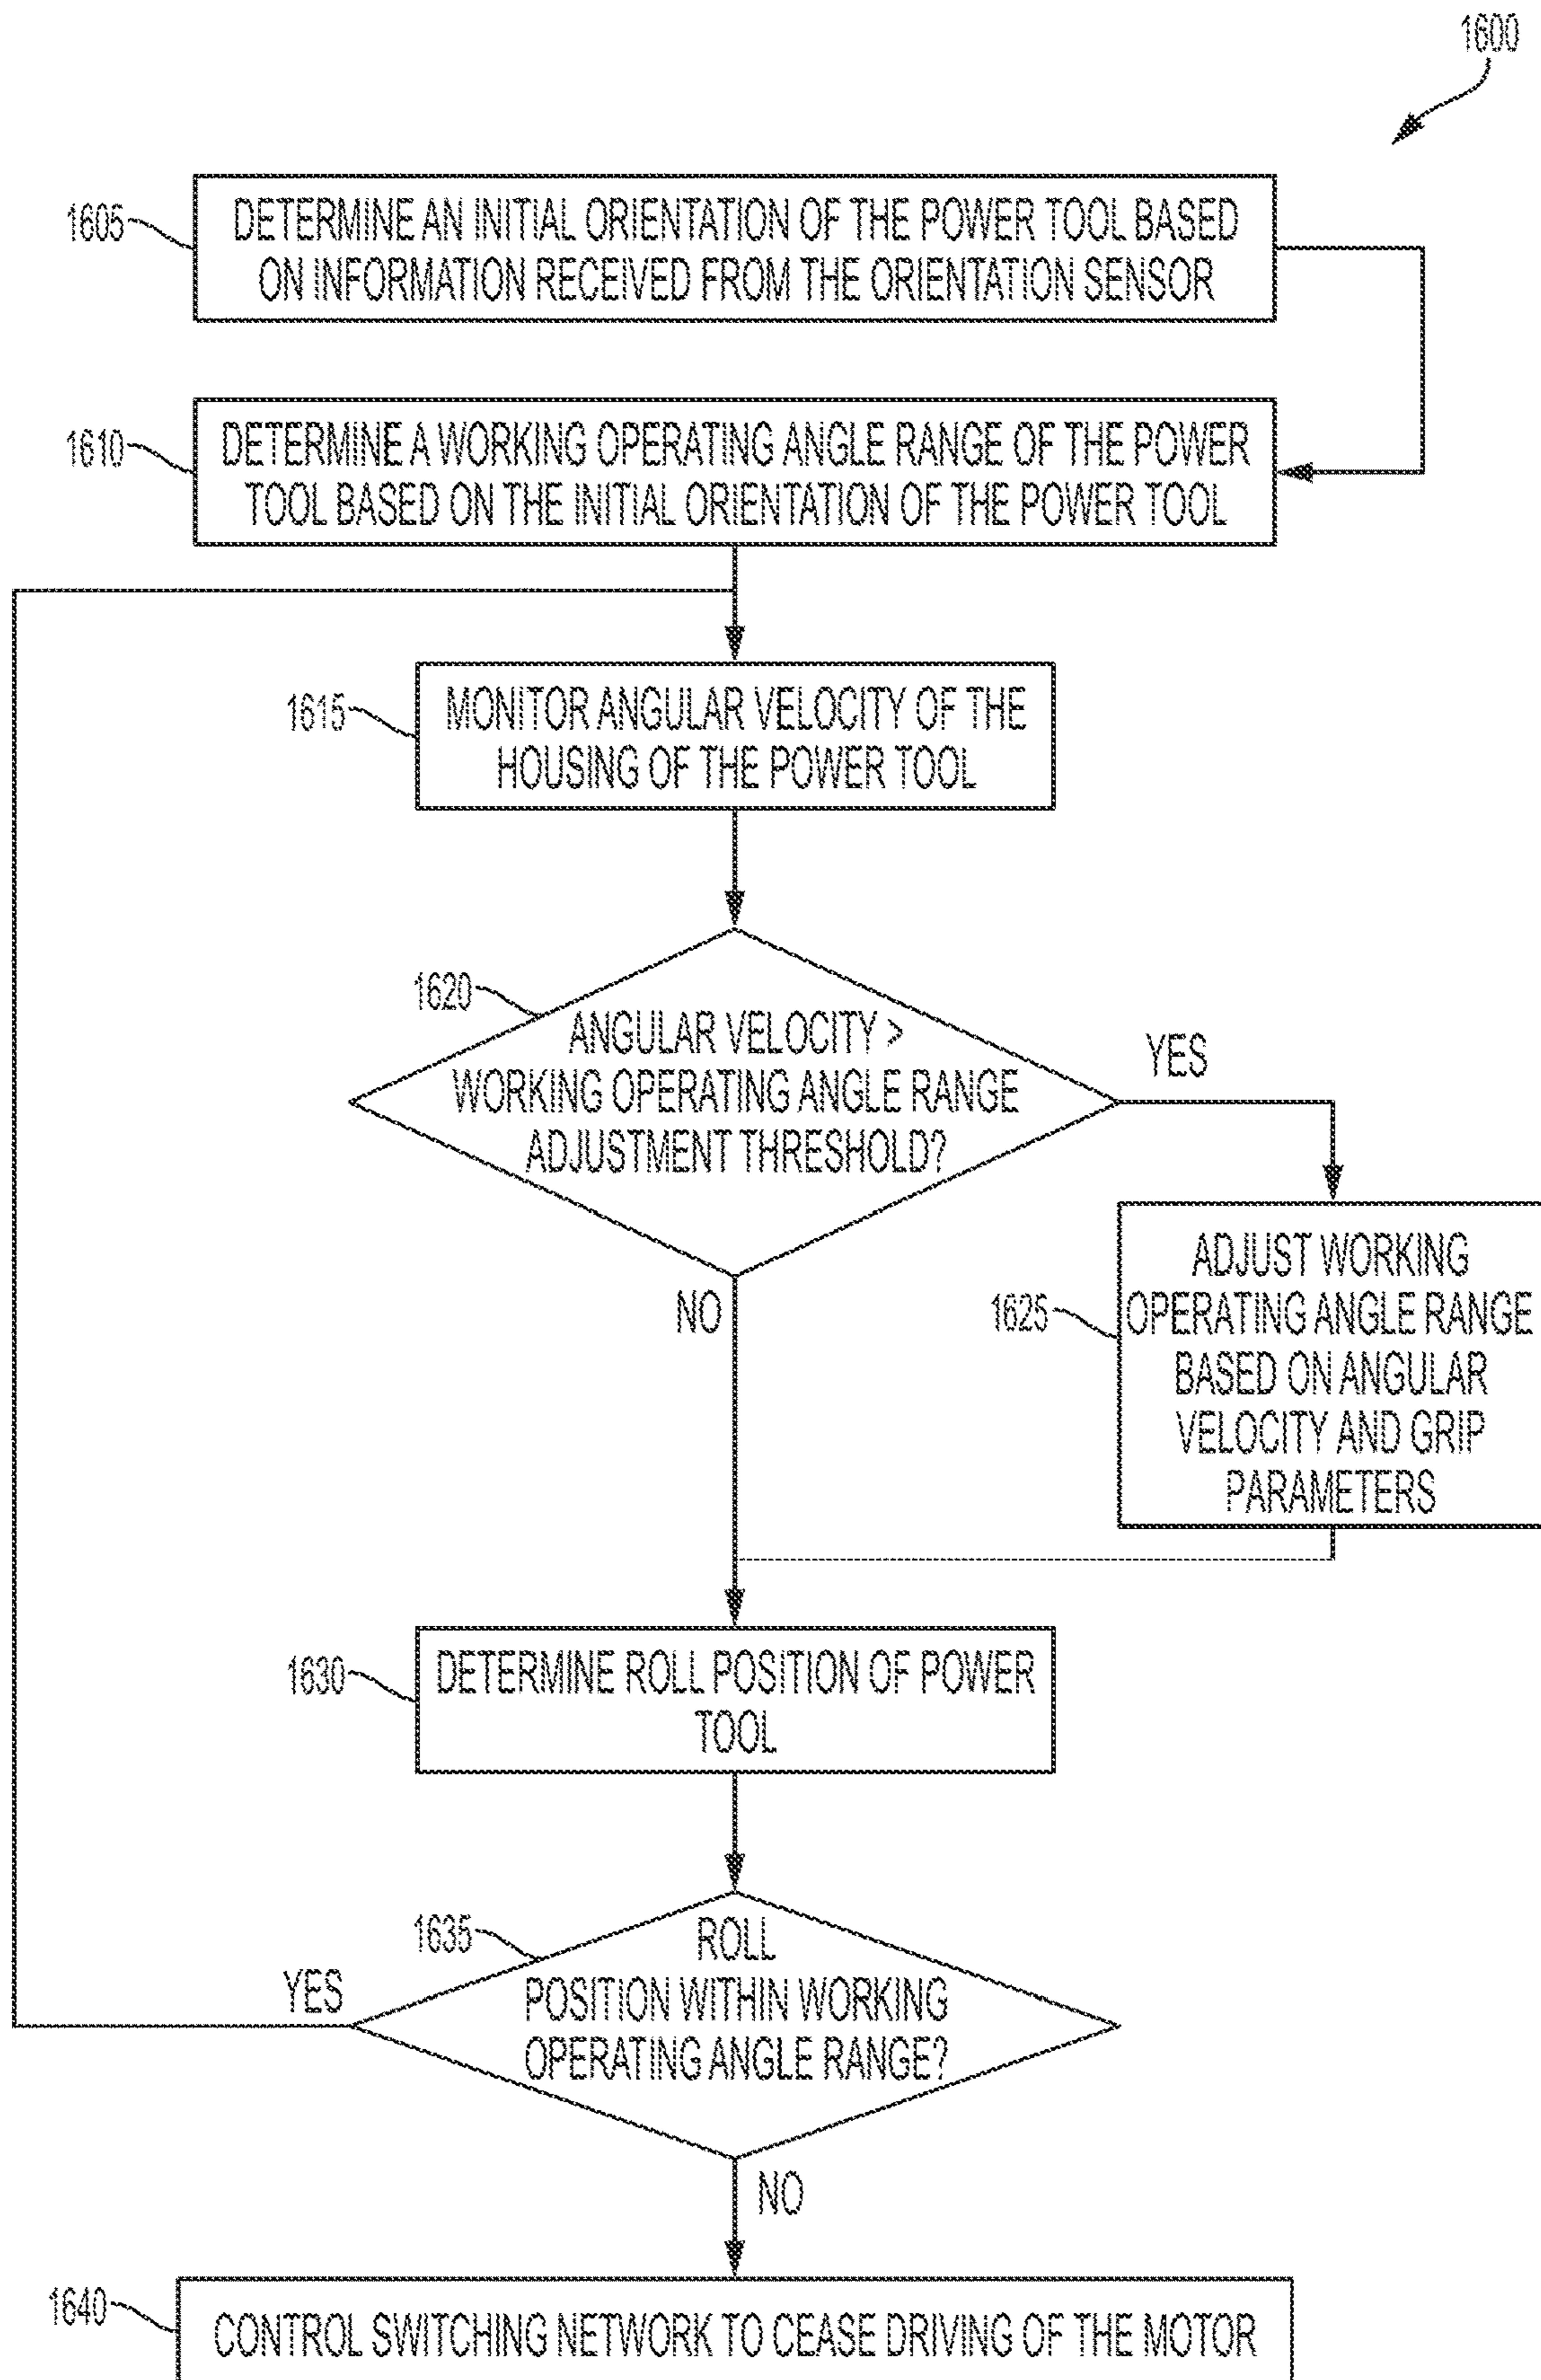 1600
1605
DETERMINE AN INITIAL ORIENTATION OF THE POWER TOOL BASED
ON INFORMATION RECEIVED FROM THE ORIENTATION SENSOR
1610
DETERMINE A WORKING OPERATING ANGLE RANGE OF THE POWER
TOOL BASED ON THE INITIAL ORIENTATION OF THE POWER TOOL
1615
MONITOR ANGULAR VELOCITY OF THE
HOUSING OF THE POWER TOOL
1620
ANGULAR VELOCITY >
WORKING OPERATING ANGLE RANGE
ADJUSTMENT THRESHOLD?
YES
NO
1625
ADJUST WORKING
OPERATING ANGLE RANGE
BASED ON ANGULAR
VELOCITY AND GRIP
PARAMETERS
1630
DETERMINE ROLL POSITION OF POWER
TOOL
1635
ROLL
POSITION WITHIN WORKING
OPERATING ANGLE RANGE?
YES
NO
1640
CONTROL SWITCHING NETWORK TO CEASE DRIVING OF THE MOTOR